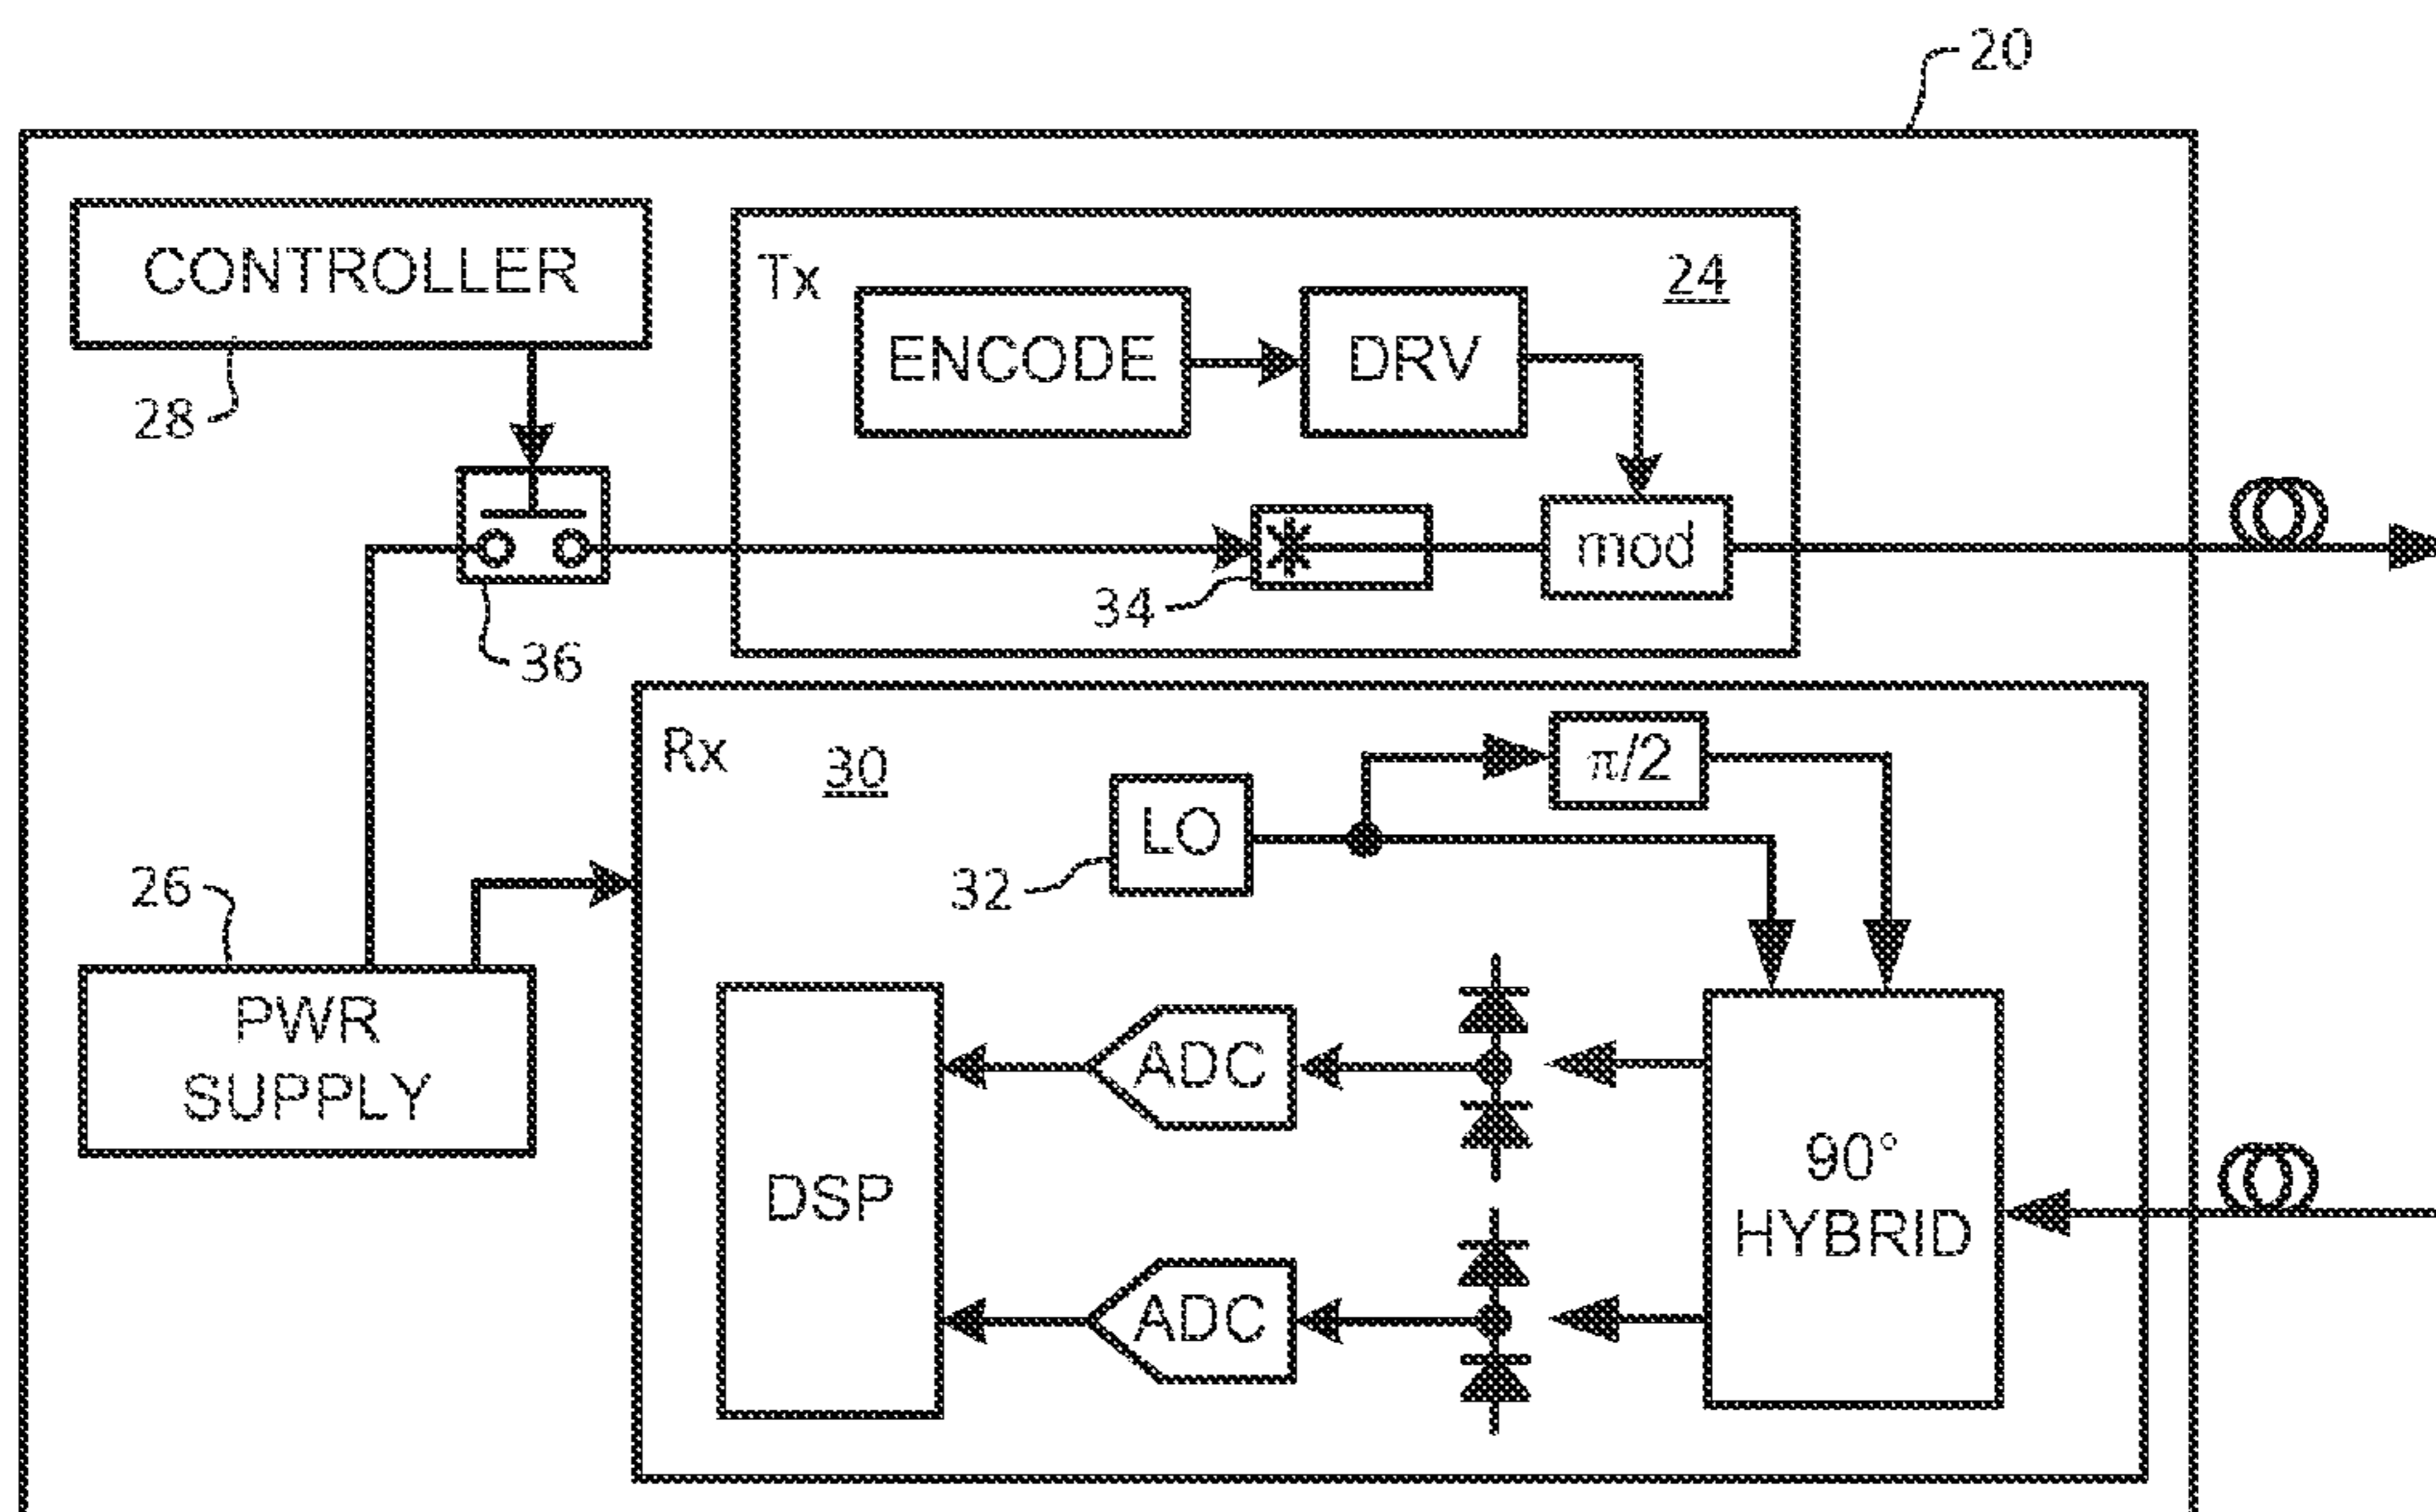 20
CONTROLLER
Tx
24
ENCODE
DRV
28
mod
34
36
Rx
30
π/2
LO
32
26
PWR
SUPPLY
ADC
90°
HYBRID
DSP
ADC